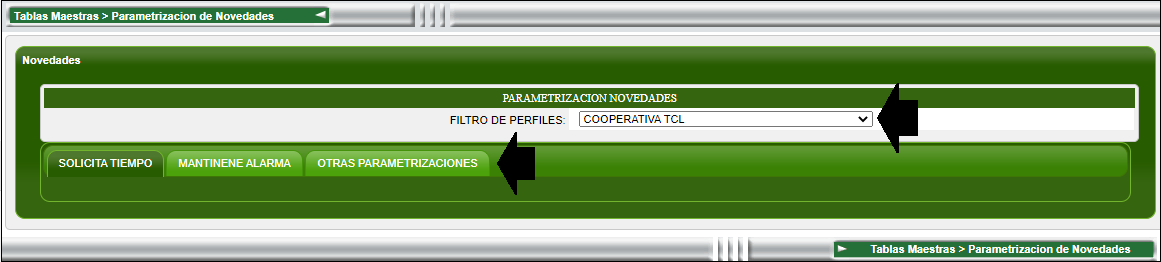 Tablas Maestras > Parametrizacion de Novedades
Novedades
PARAMETRIZACION NOVEDADES
FILTRO DE PERFILES: COOPERATIVA TCL
SOLICITA TIEMPO MANTINENE ALARMA OTRAS PARAMETRIZACIONES
Tablas Maestras > Parametrizacion de Novedades